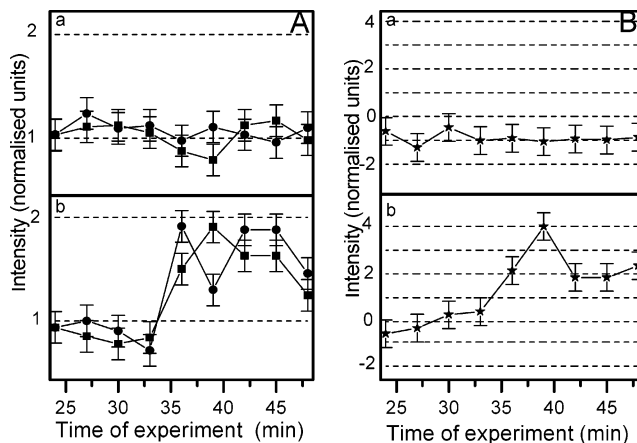 A
a
2
1
b
2
1
Intensity (normalised units)
25 30 35 40 45
Time of experiment (min)
B
a
4
2
0
-2
b
4
2
0
-2
Intensity (normalised units)
25 30 35 40 45
Time of experiment (min)